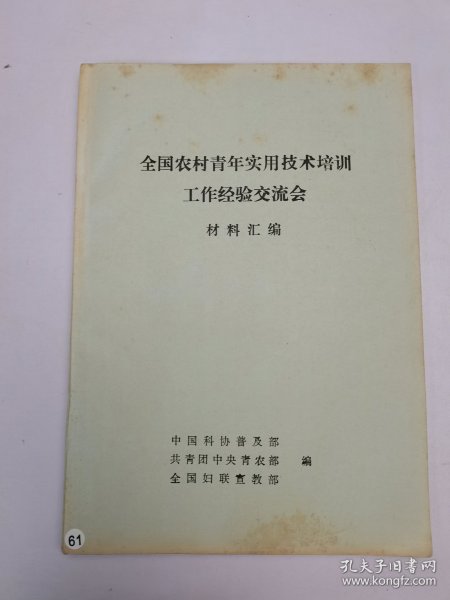 全国农村青年实用技术培训
工作经验交流会
材料汇编
中国科协普及部
共青团中央青农部 编
全国妇联宣教部
61
孔夫子旧书网
www.kongfz.com